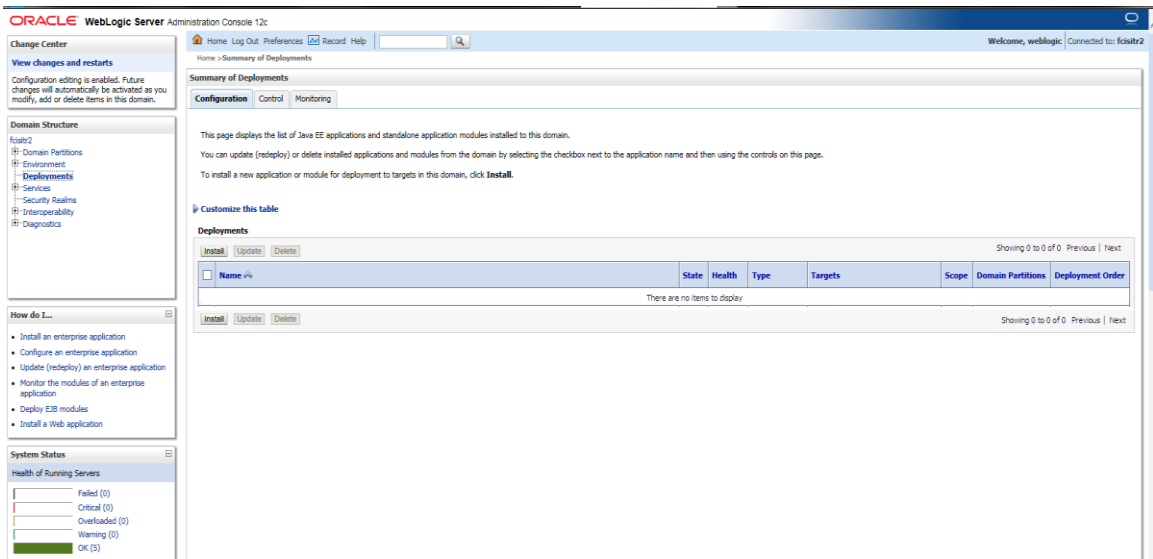 ORACLE WebLogic Server Administration Console 12c
Change Center
View changes and restarts
Configuration editing is enabled. Future
changes will automatically be activated as you
modify, add or delete items in this domain.
Domain Structure
fcisitr2
Domain Partitions
Environment
Deployments
Services
Security Realms
Interoperability
Diagnostics
How do I...
Install an enterprise application
Configure an enterprise application
Update (redeploy) an enterprise application
Monitor the modules of an enterprise
application
Deploy EJB modules
Install a Web application
System Status
Health of Running Servers
Failed (0)
Critical (0)
Overloaded (0)
Warning (0)
OK (5)
Home Log Out Preferences Record Help
Welcome, weblogic Connected to: fcisitr2
Home >Summary of Deployments
Summary of Deployments
Configuration Control Monitoring
This page displays the list of Java EE applications and standalone application modules installed to this domain.
You can update (redeploy) or delete installed applications and modules from the domain by selecting the checkbox next to the application name and then using the controls on this page.
To install a new application or module for deployment to targets in this domain, click Install.
Customize this table
Deployments
Install Update Delete Showing 0 to 0 of 0 Previous | Next
Name State Health Type Targets Scope Domain Partitions Deployment Order
There are no items to display
Install Update Delete Showing 0 to 0 of 0 Previous | Next